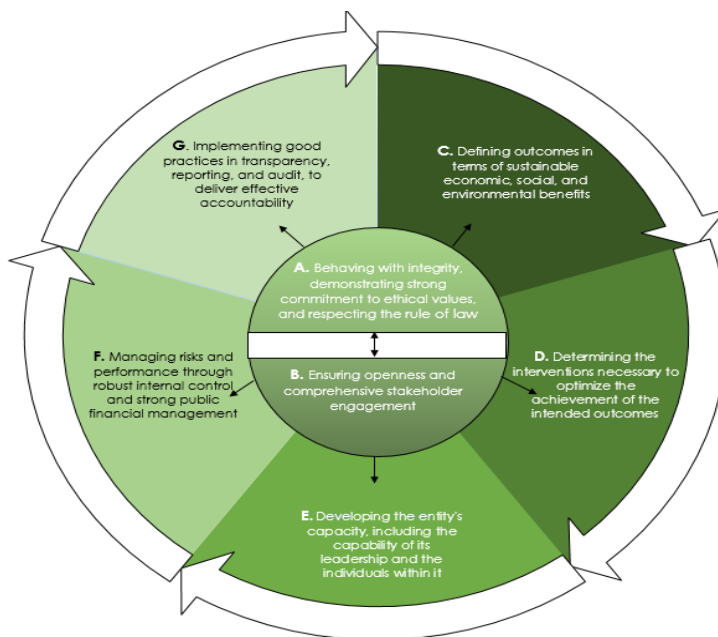 G. Implementing good
practices in transparency,
reporting, and audit, to
deliver effective
accountability
C. Defining outcomes in
terms of sustainable
economic, social, and
environmental benefits
A. Behaving with integrity,
demonstrating strong
commitment to ethical values,
and respecting the rule of law
B. Ensuring openness and
comprehensive stakeholder
engagement
F. Managing risks and
performance through
robust internal control
and strong public
financial management
D. Determining the
interventions necessary to
optimize the
achievement of the
intended outcomes
E. Developing the entity's
capacity, including the
capability of its
leadership and the
individuals within it